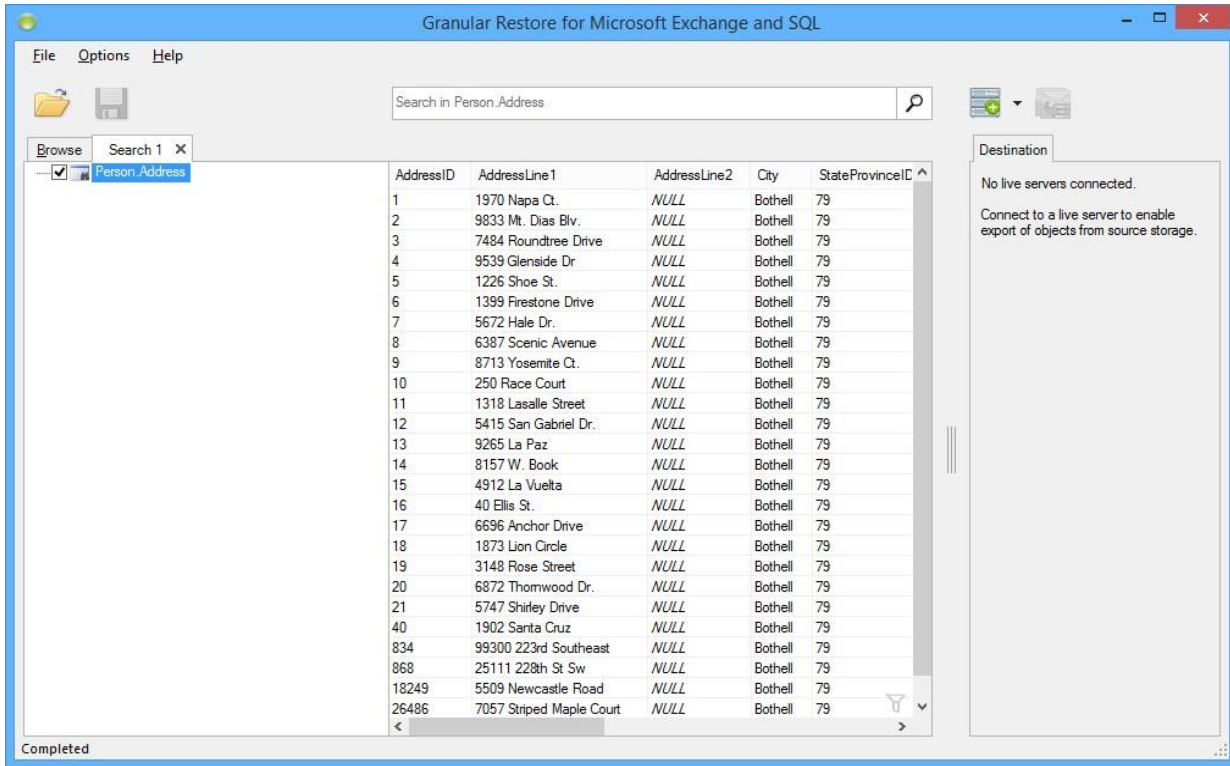 Granular Restore for Microsoft Exchange and SQL
File Options Help
Search in Person.Address
Browse Search 1
Destination
Person.Address
No live servers connected.
Connect to a live server to enable
export of objects from source storage.
AddressID AddressLine1 AddressLine2 City StateProvinceID
1 1970 Napa Ct. NULL Bothell 79
2 9833 Mt. Dias Blv. NULL Bothell 79
3 7484 Roundtree Drive NULL Bothell 79
4 9539 Glenside Dr NULL Bothell 79
5 1226 Shoe St. NULL Bothell 79
6 1399 Firestone Drive NULL Bothell 79
7 5672 Hale Dr. NULL Bothell 79
8 6387 Scenic Avenue NULL Bothell 79
9 8713 Yosemite Ct. NULL Bothell 79
10 250 Race Court NULL Bothell 79
11 1318 Lasalle Street NULL Bothell 79
12 5415 San Gabriel Dr. NULL Bothell 79
13 9265 La Paz NULL Bothell 79
14 8157 W. Book NULL Bothell 79
15 4912 La Vuelta NULL Bothell 79
16 40 Ellis St. NULL Bothell 79
17 6696 Anchor Drive NULL Bothell 79
18 1873 Lion Circle NULL Bothell 79
19 3148 Rose Street NULL Bothell 79
20 6872 Thornwood Dr. NULL Bothell 79
21 5747 Shirley Drive NULL Bothell 79
40 1902 Santa Cruz NULL Bothell 79
834 99300 223rd Southeast NULL Bothell 79
868 25111 228th St Sw NULL Bothell 79
18249 5509 Newcastle Road NULL Bothell 79
26486 7057 Striped Maple Court NULL Bothell 79
Completed